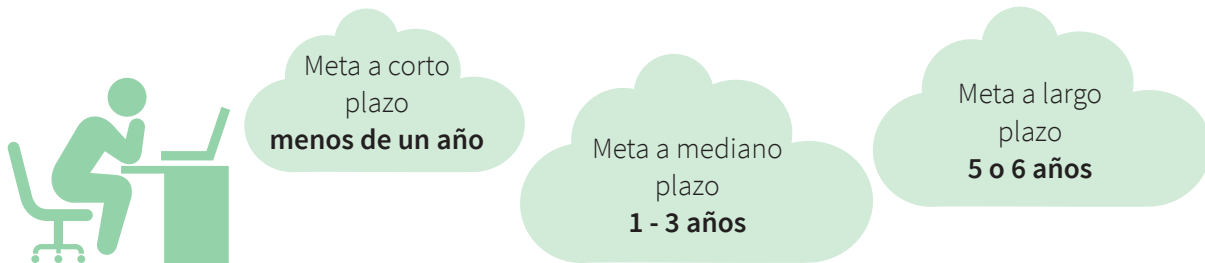 Meta a corto
plazo
menos de un año
Meta a mediano
plazo
1 - 3 años
Meta a largo
plazo
5 o 6 años